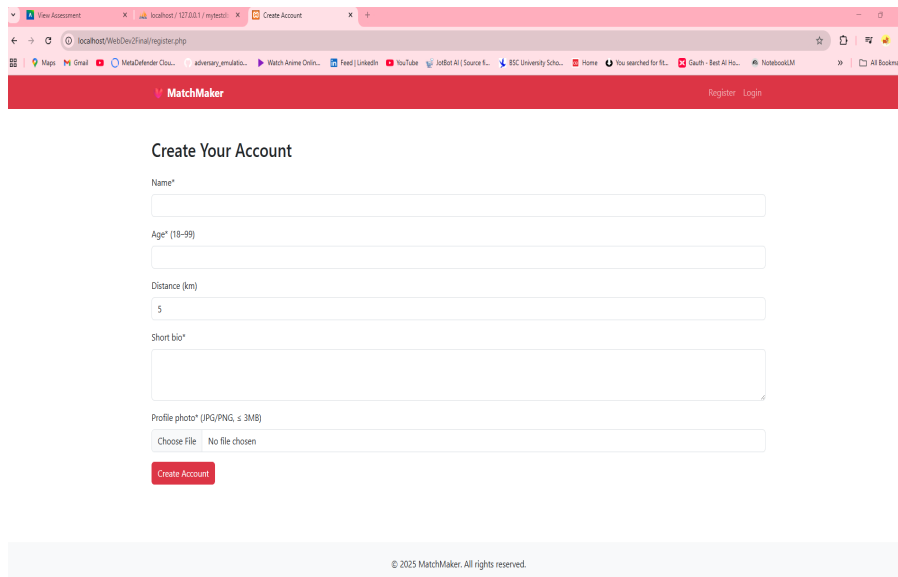 View Assessment
localhost / 127.0.0.1 / mytestdb
Create Account
localhost/WebDev2Final/register.php
Maps Gmail MetaDefender Clou... adversary_emulatio... Watch Anime Onlin... Feed | LinkedIn YouTube JotBot AI ( Source fi... BSC University Scho... Home You searched for fit... Gauth - Best AI Ho... NotebookLM » All Bookma
MatchMaker Register Login
Create Your Account
Name*
Age* (18–99)
Distance (km)
5
Short bio*
Profile photo* (JPG/PNG, ≤ 3MB)
Choose File No file chosen
Create Account
© 2025 MatchMaker. All rights reserved.